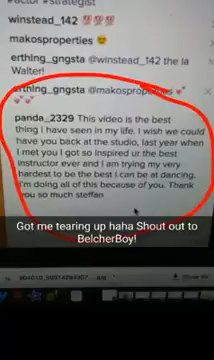 #actor #strategist
winstead_142 💯💯💯
makosproperties 😍
erthing_gngsta @winstead_142 the la
Walter!
erthing_gngsta @makosproperties 💕
💕💕
panda_2329 This video is the best
thing I have seen in my life. I wish we could
have you back at the studio, last year when
I met you I got so Inspired ur the best
instructor ever and I am trying my very
hardest to be the best I can be at dancing.
I'm doing all of this because of you. Thank
you so much steffan
Got me tearing up haha Shout out to
BelcherBoy!